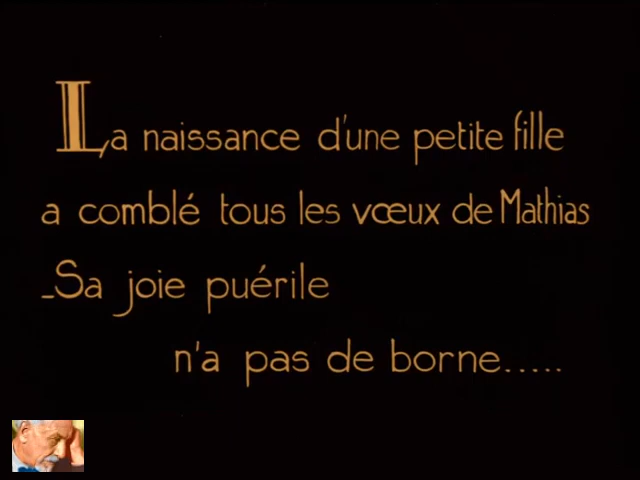 La naissance d'une petite fille
a comblé tous les vœux de Mathias
-Sa joie puérile
n'a pas de borne.....